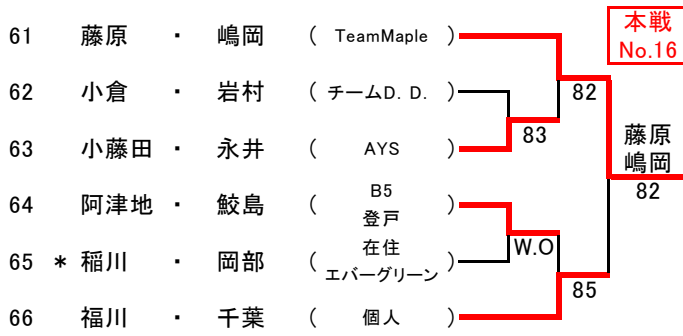 本戦
No.16
61 藤原 ・ 嶋岡 ( TeamMaple )
82
62 小倉 ・ 岩村 ( チームD. D. )
83
63 小藤田 ・ 永井 ( AYS )
藤原
嶋岡
82
64 阿津地 ・ 鮫島 ( B5
登戸 )
W.O
65 * 稲川 ・ 岡部 ( 在住
エバーグリーン )
85
66 福川 ・ 千葉 ( 個人 )